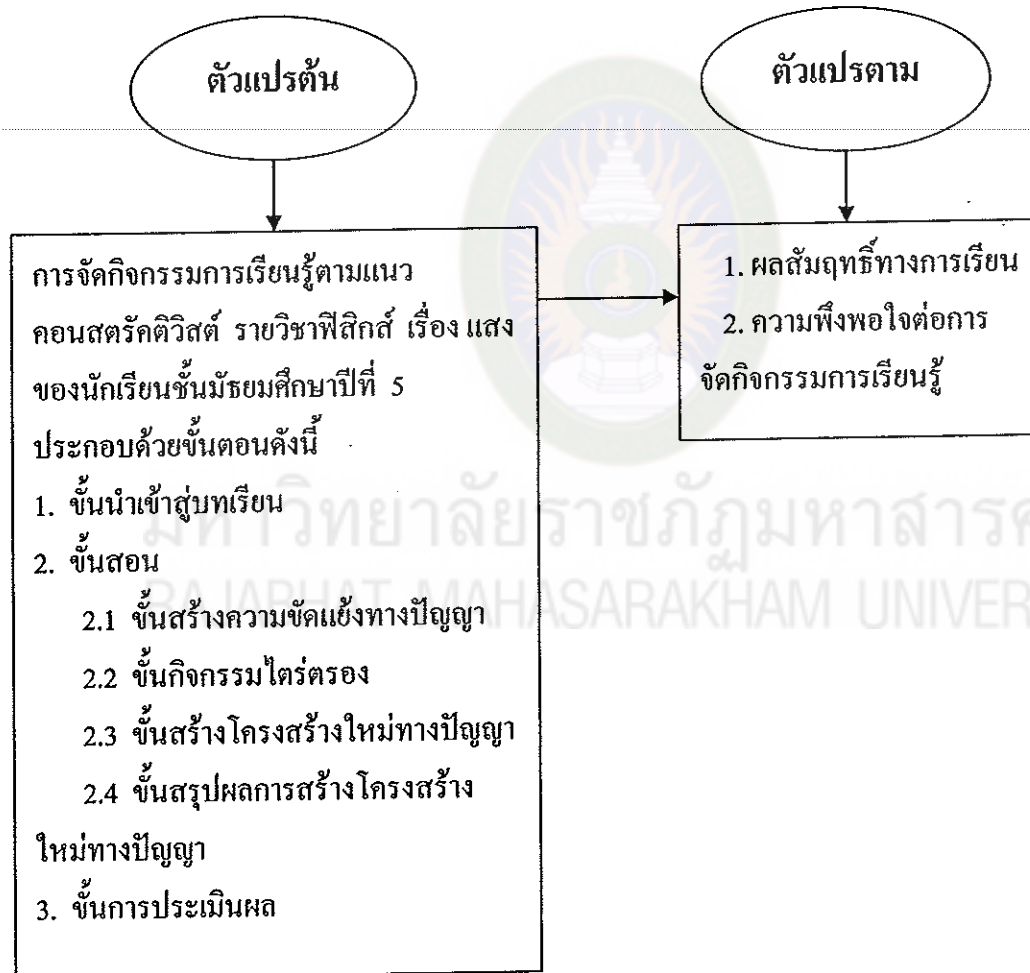 ตัวแปรต้น
ตัวแปรตาม
การจัดกิจกรรมการเรียนรู้ตามแนว
คอนสตรัคติวิสต์ รายวิชาฟิสิกส์ เรื่อง แสง
ของนักเรียนชั้นมัธยมศึกษาปีที่ 5
ประกอบด้วยขั้นตอนดังนี้
1. ขั้นนำเข้าสู่บทเรียน
2. ขั้นสอน
2.1 ขั้นสร้างความขัดแย้งทางปัญญา
2.2 ขั้นกิจกรรมไตร่ตรอง
2.3 ขั้นสร้างโครงสร้างใหม่ทางปัญญา
2.4 ขั้นสรุปผลการสร้างโครงสร้าง
ใหม่ทางปัญญา
3. ขั้นการประเมินผล
1. ผลสัมฤทธิ์ทางการเรียน
2. ความพึงพอใจต่อการ
จัดกิจกรรมการเรียนรู้
มหาวิทยาลัยราชภัฏมหาสารค
RAJABHAT MAHASARAKHAM UNIVER